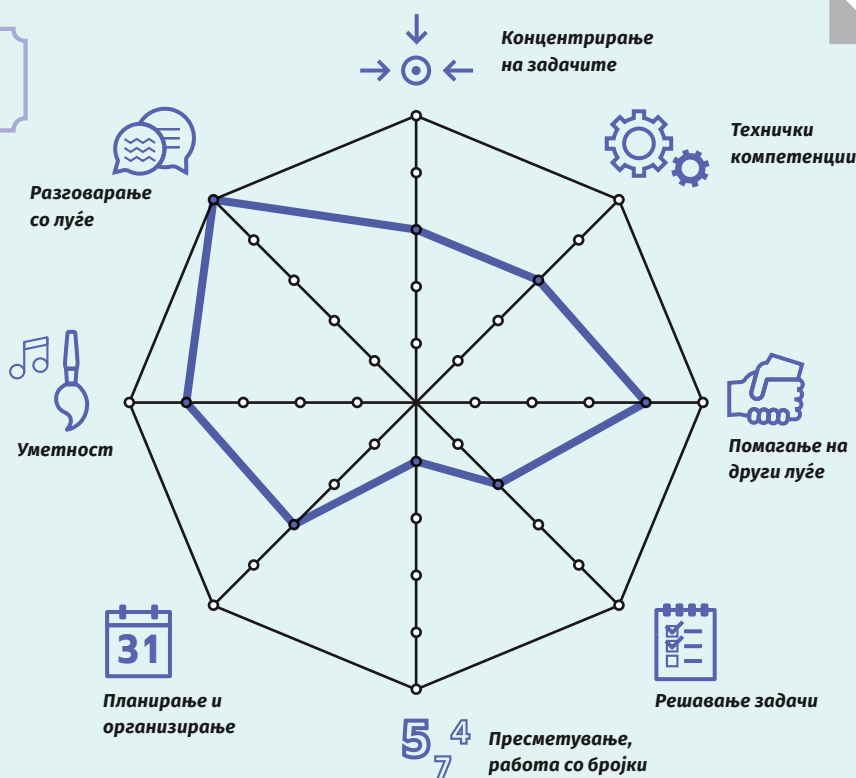 Концентрирање
на задачите
Технички
компетенции
Разговарање
со луѓе
Уметност
Помагање на
други луѓе
31
Планирање и
организирање
Решавање задачи
5 4
7
Пресметување,
работа со бројки